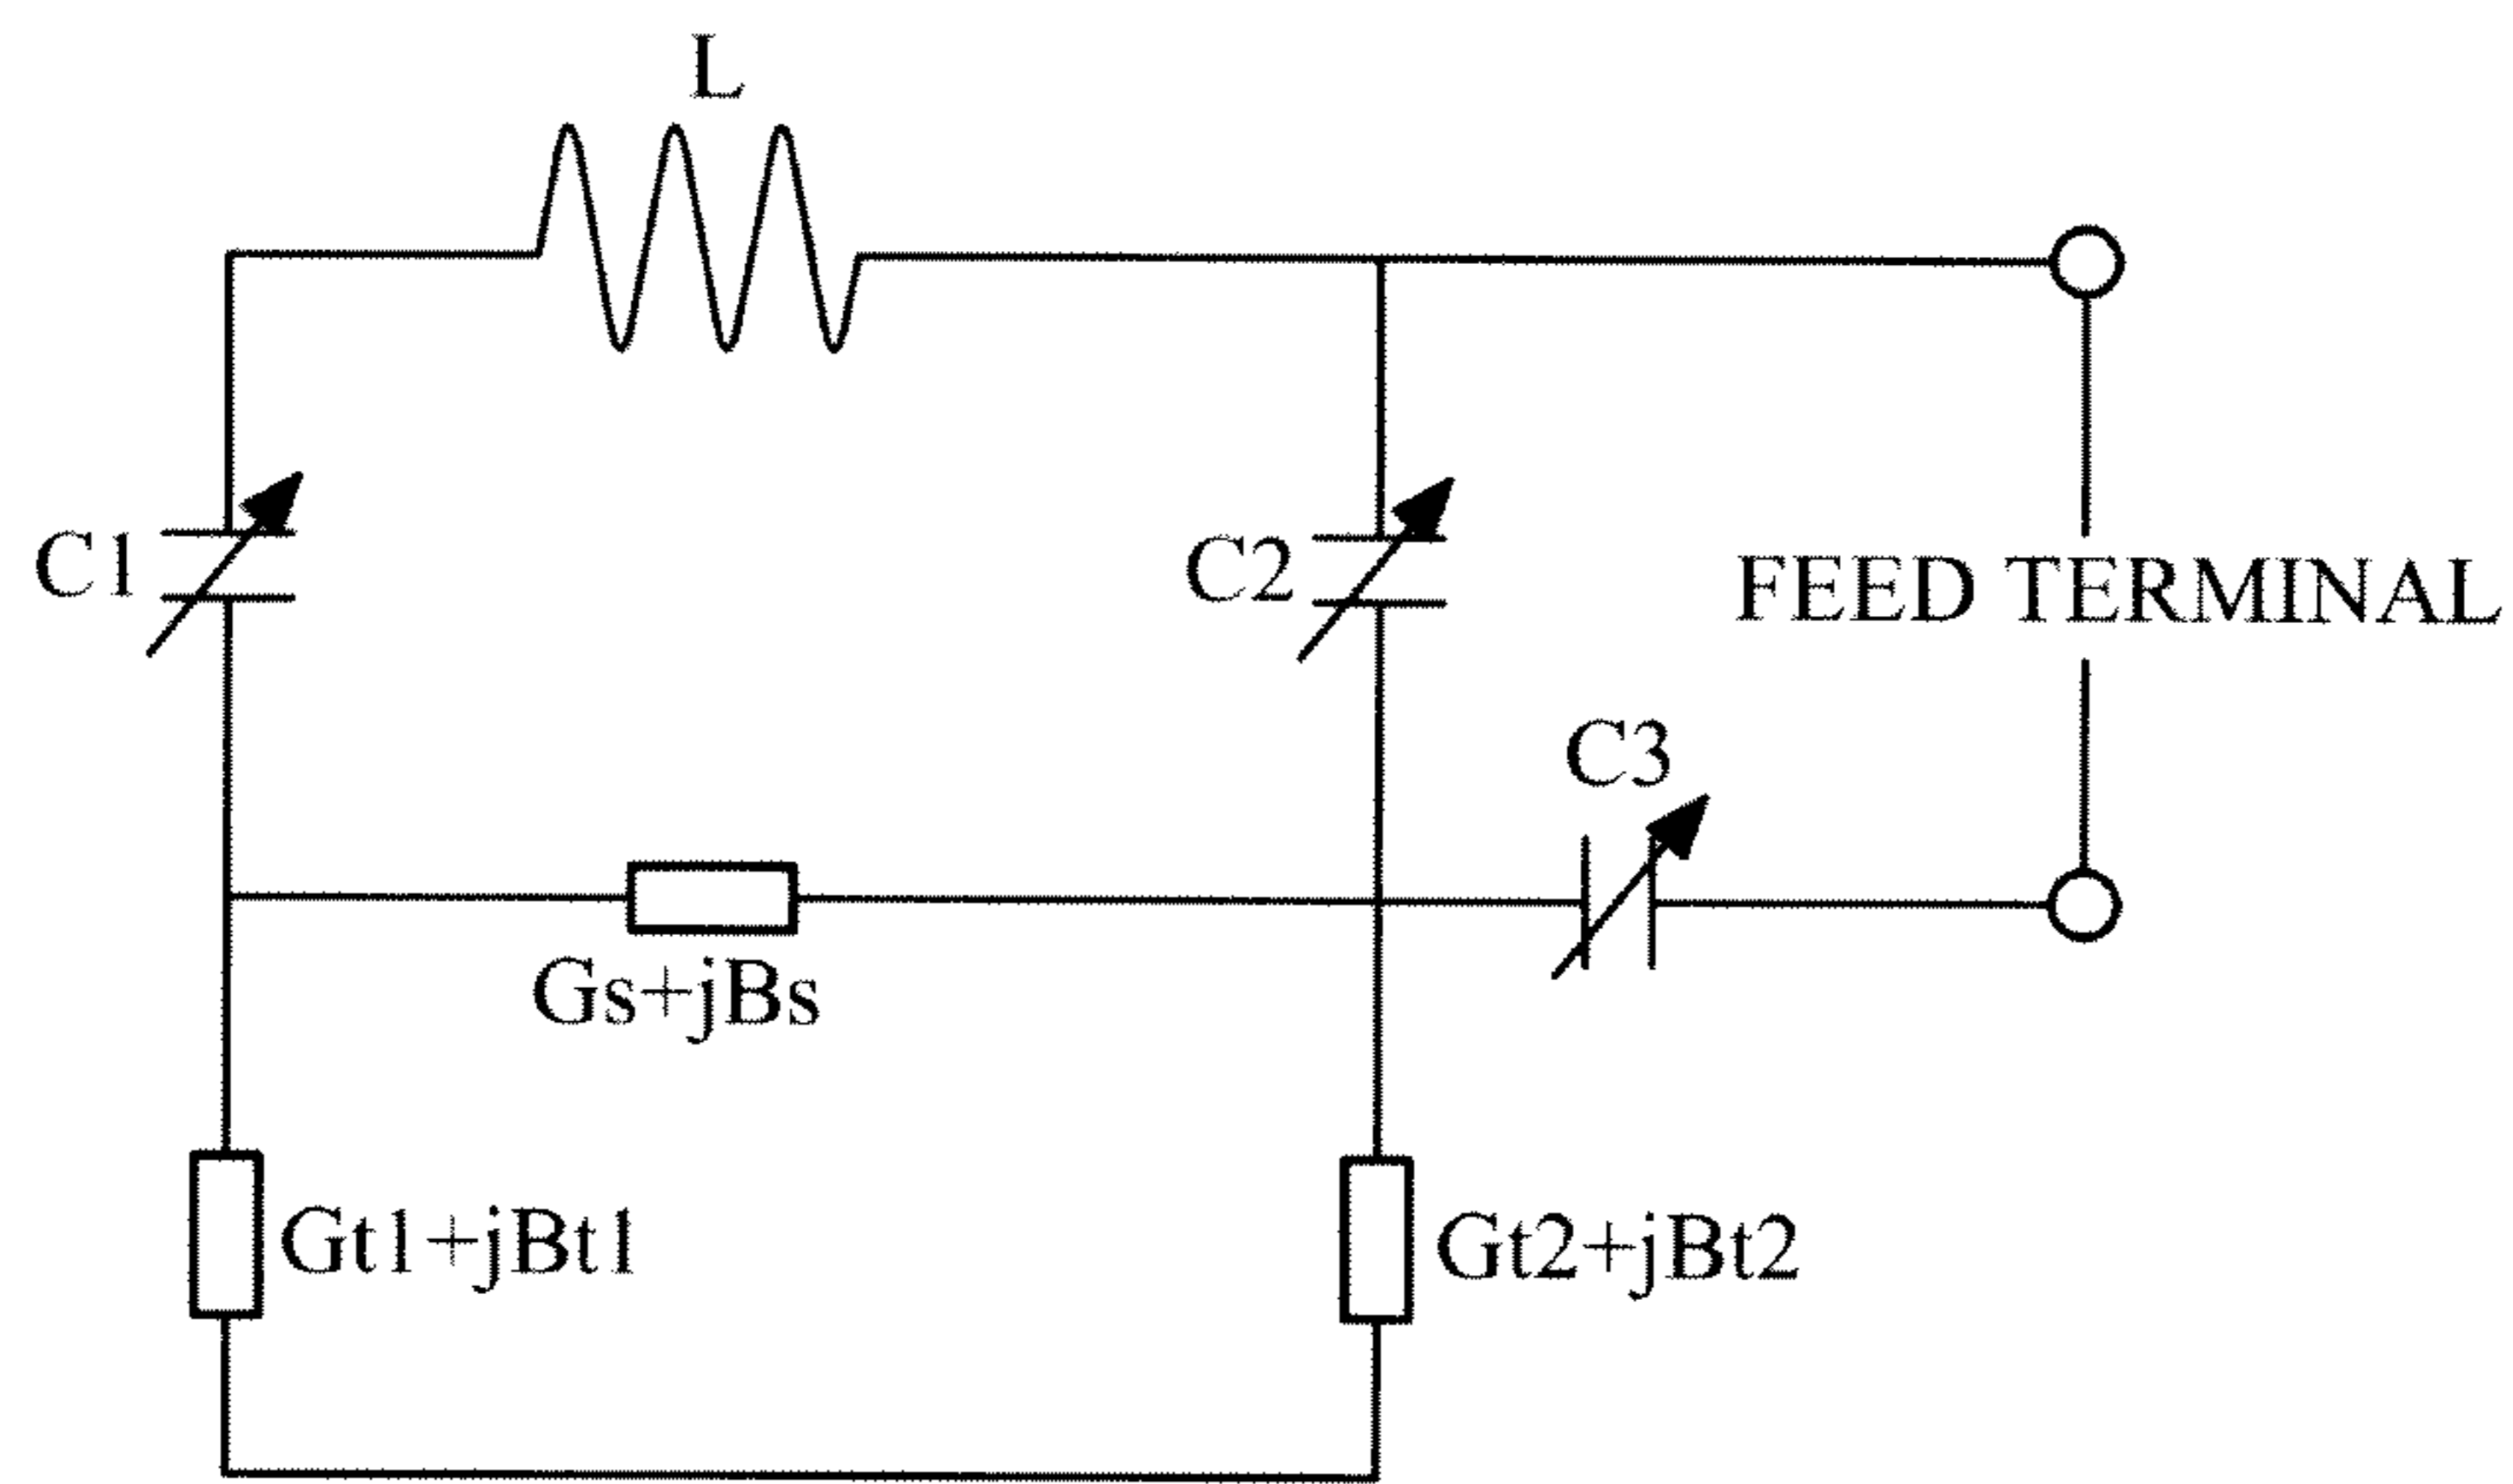 L
C1
C2
FEED TERMINAL
C3
Gs+jBs
Gt1+jBt1
Gt2+jBt2